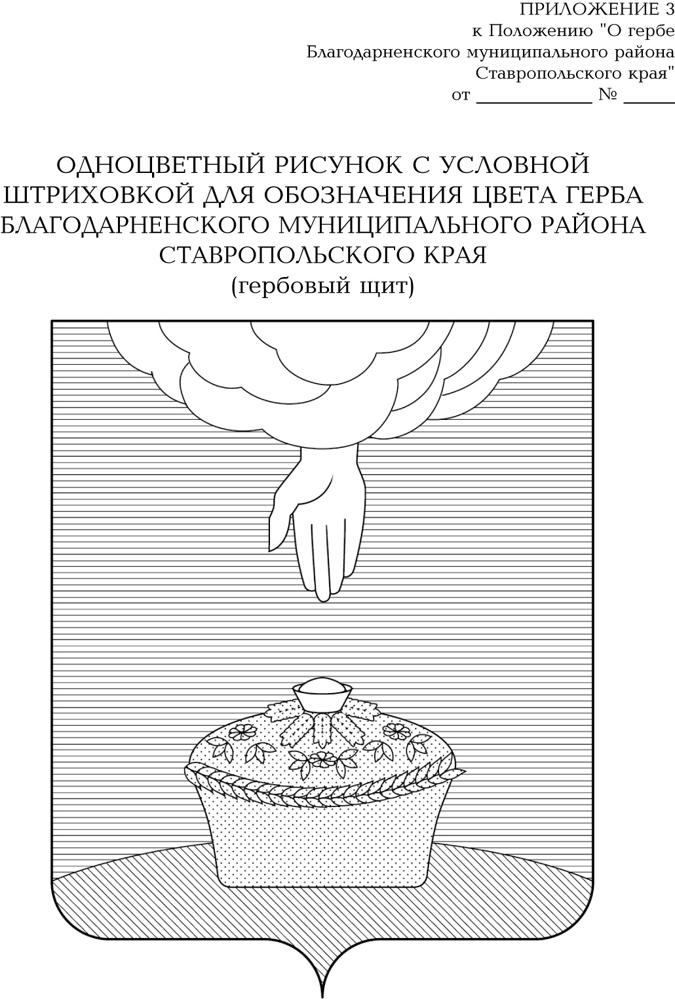 ПРИЛОЖЕНИЕ 3
к Положению "О гербе
Благодарненского муниципального района
Ставропольского края"
от ____________ № _____
ОДНОЦВЕТНЫЙ РИСУНОК С УСЛОВНОЙ
ШТРИХОВКОЙ ДЛЯ ОБОЗНАЧЕНИЯ ЦВЕТА ГЕРБА
БЛАГОДАРНЕНСКОГО МУНИЦИПАЛЬНОГО РАЙОНА
СТАВРОПОЛЬСКОГО КРАЯ
(гербовый щит)